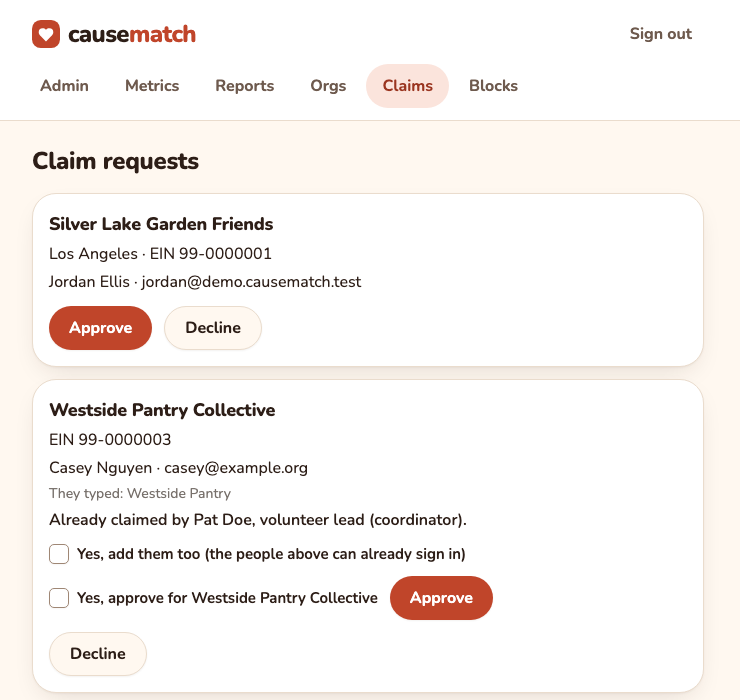 causematch
Sign out
Admin Metrics Reports Orgs Claims Blocks
Claim requests
Silver Lake Garden Friends
Los Angeles · EIN 99-0000001
Jordan Ellis · jordan@demo.causematch.test
Approve Decline
Westside Pantry Collective
EIN 99-0000003
Casey Nguyen · casey@example.org
They typed: Westside Pantry
Already claimed by Pat Doe, volunteer lead (coordinator).
Yes, add them too (the people above can already sign in)
Yes, approve for Westside Pantry Collective Approve
Decline